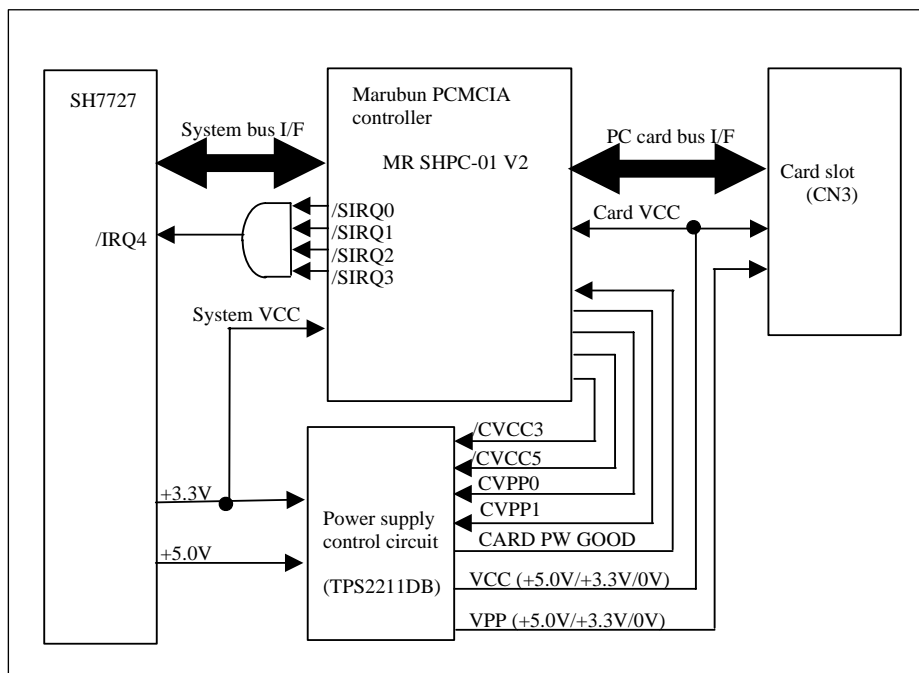 SH7727
System bus I/F
/IRQ4
Marubun PCMCIA
controller
MR SHPC-01 V2
/SIRQ0
/SIRQ1
/SIRQ2
/SIRQ3
System VCC
PC card bus I/F
Card VCC
Card slot
(CN3)
+3.3V
+5.0V
Power supply
control circuit
(TPS2211DB)
/CVCC3
/CVCC5
CVPP0
CVPP1
CARD PW GOOD
VCC (+5.0V/+3.3V/0V)
VPP (+5.0V/+3.3V/0V)